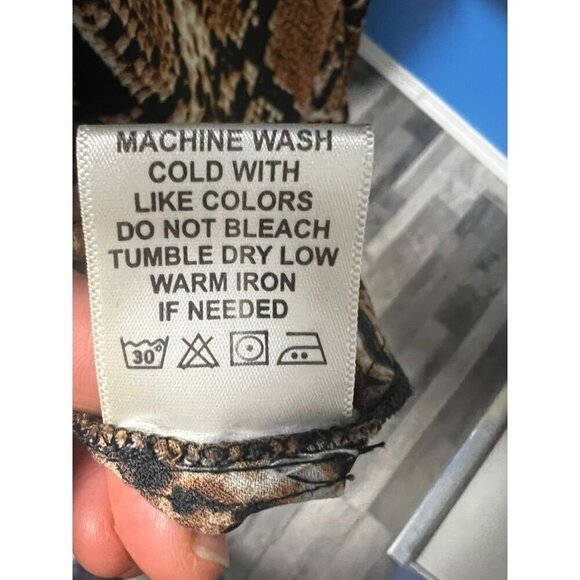 MACHINE WASH
COLD WITH
LIKE COLORS
DO NOT BLEACH
TUMBLE DRY LOW
WARM IRON
IF NEEDED
30°